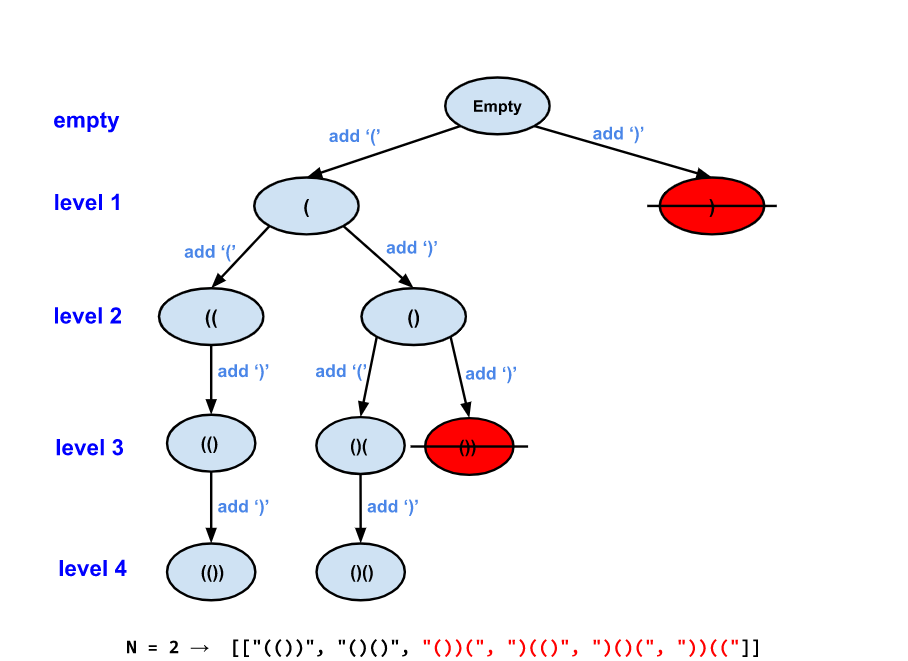 Empty
empty
add ‘(’
add ‘)’
level 1
(
)
add ‘(’
add ‘)’
level 2
((
()
add ‘)’
add ‘(’
add ‘)’
level 3
(()
()(
())
add ‘)’
add ‘)’
level 4
(())
()()
N = 2 → [["(())", "()()", "())(", ")(()", ")()(", "))(("]]